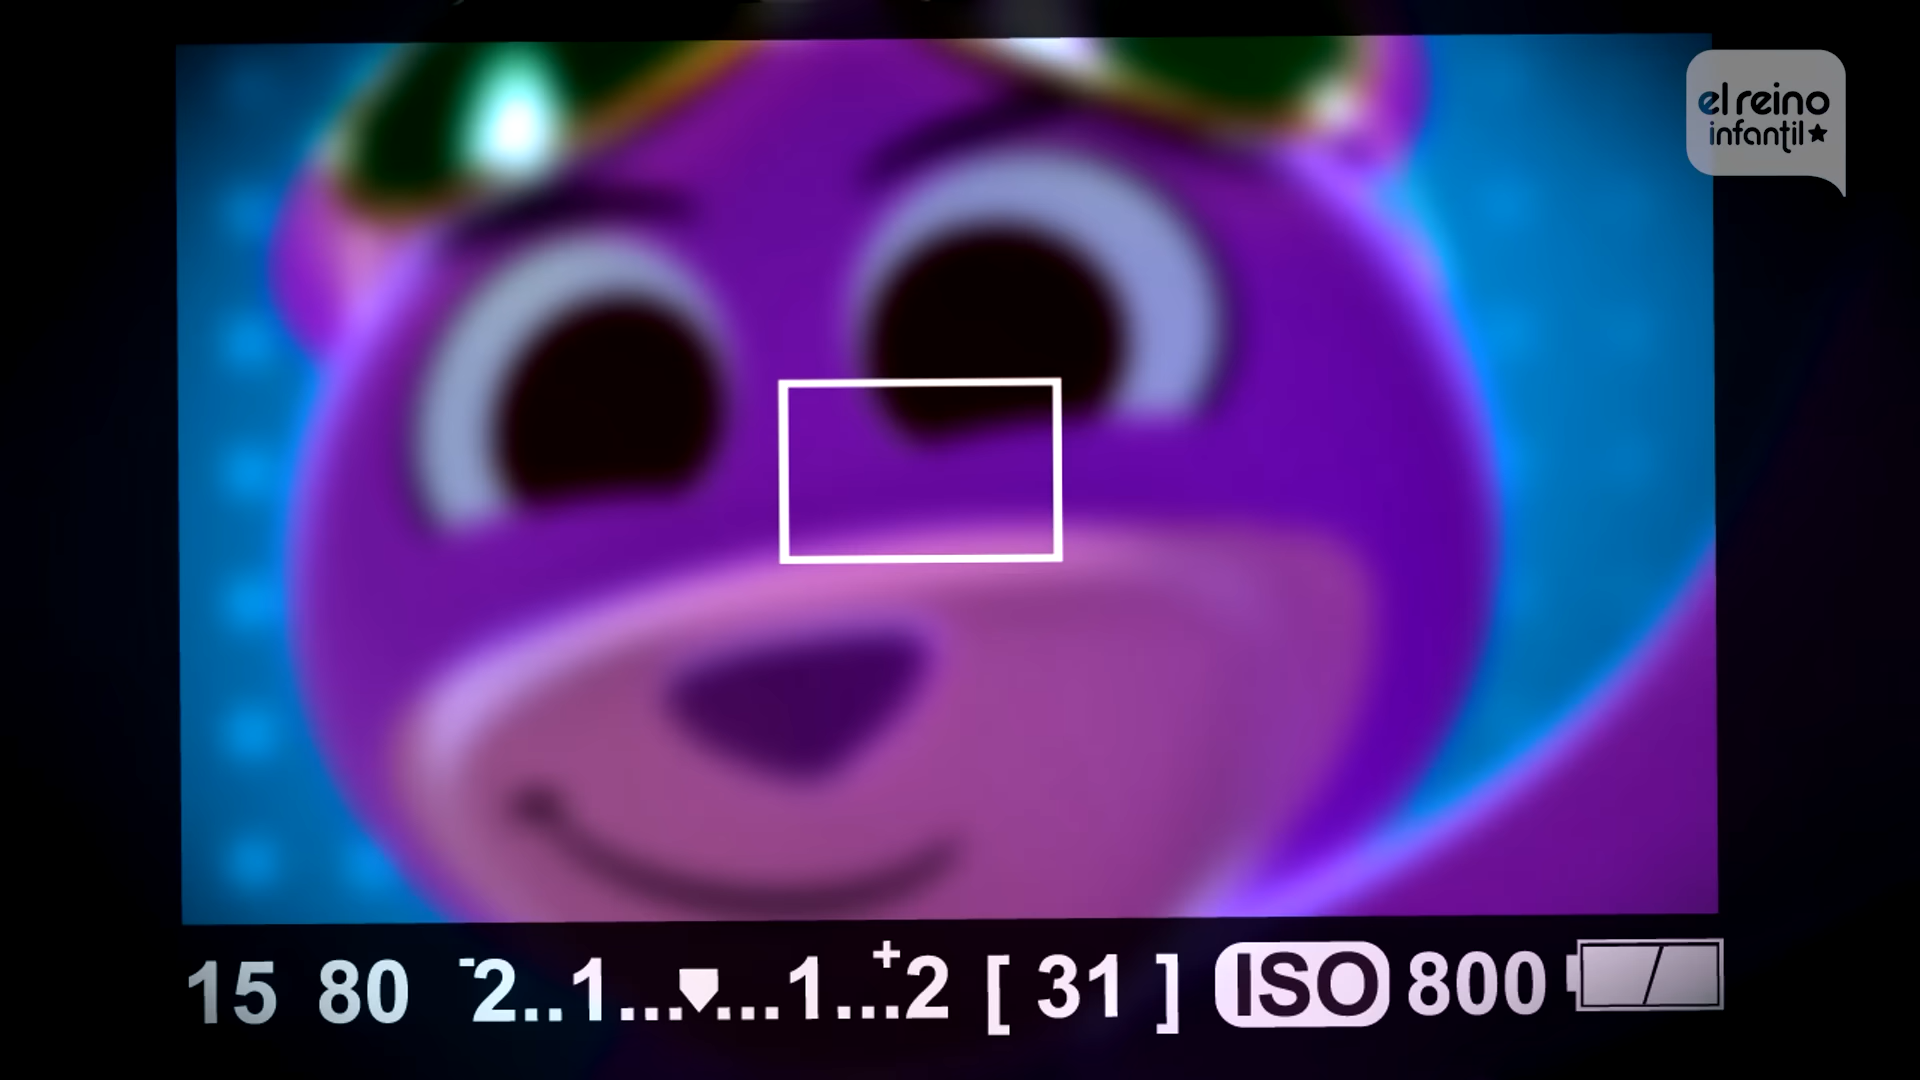 el reino
infantil
15 80 -2..1......1...+2 [ 31 ] ISO 800